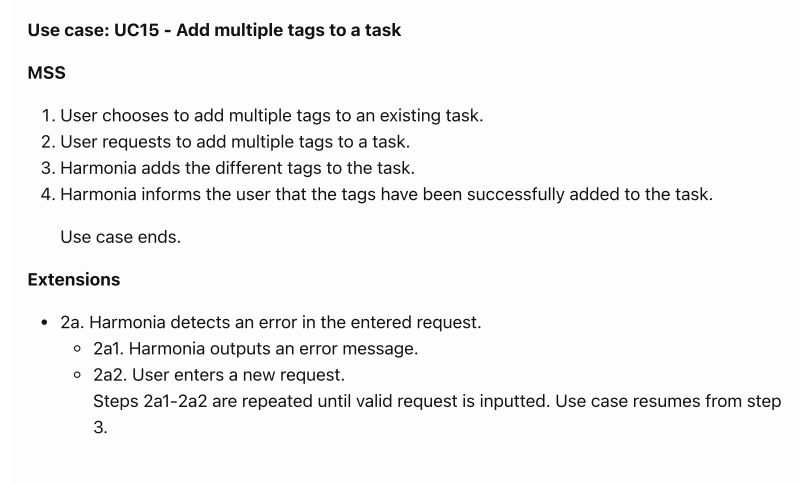 Use case: UC15 - Add multiple tags to a task
MSS
1. User chooses to add multiple tags to an existing task.
2. User requests to add multiple tags to a task.
3. Harmonia adds the different tags to the task.
4. Harmonia informs the user that the tags have been successfully added to the task.
Use case ends.
Extensions
• 2a. Harmonia detects an error in the entered request.
◦ 2a1. Harmonia outputs an error message.
◦ 2a2. User enters a new request.
Steps 2a1-2a2 are repeated until valid request is inputted. Use case resumes from step
3.